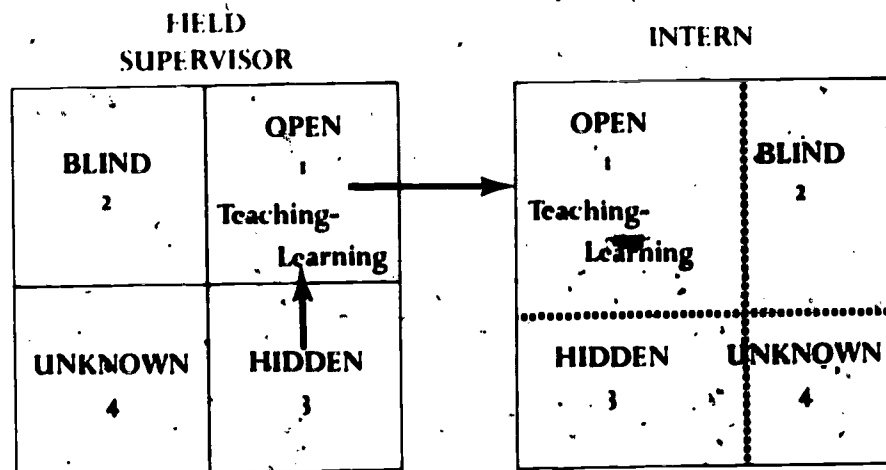 FIELD
SUPERVISOR
BLIND
2
OPEN
1
Teaching-
Learning
UNKNOWN
4
HIDDEN
3
INTERN
OPEN
1
Teaching-
Learning
BLIND
2
HIDDEN
3
UNKNOWN
4